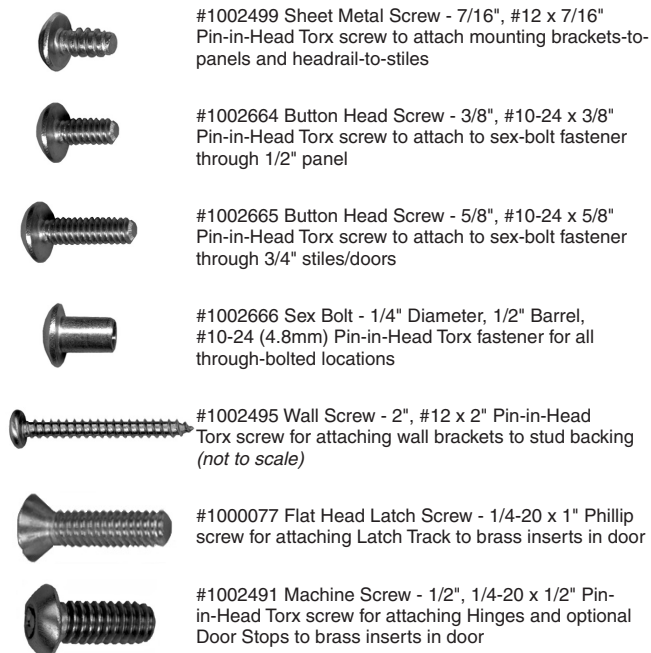 #1002499 Sheet Metal Screw - 7/16", #12 x 7/16"
Pin-in-Head Torx screw to attach mounting brackets-to-
panels and headrail-to-stiles
#1002664 Button Head Screw - 3/8", #10-24 x 3/8"
Pin-in-Head Torx screw to attach to sex-bolt fastener
through 1/2" panel
#1002665 Button Head Screw - 5/8", #10-24 x 5/8"
Pin-in-Head Torx screw to attach to sex-bolt fastener
through 3/4" stiles/doors
#1002666 Sex Bolt - 1/4" Diameter, 1/2" Barrel,
#10-24 (4.8mm) Pin-in-Head Torx fastener for all
through-bolted locations
#1002495 Wall Screw - 2", #12 x 2" Pin-in-Head
Torx screw for attaching wall brackets to stud backing
(not to scale)
#1000077 Flat Head Latch Screw - 1/4-20 x 1" Phillip
screw for attaching Latch Track to brass inserts in door
#1002491 Machine Screw - 1/2", 1/4-20 x 1/2" Pin-
in-Head Torx screw for attaching Hinges and optional
Door Stops to brass inserts in door